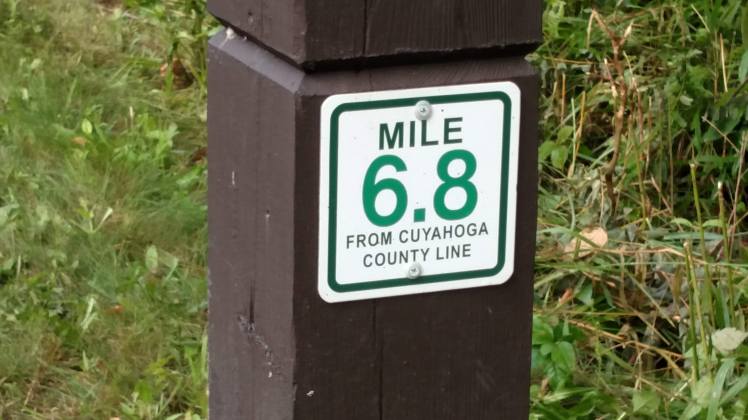 MILE
6.8
FROM CUYAHOGA
COUNTY LINE